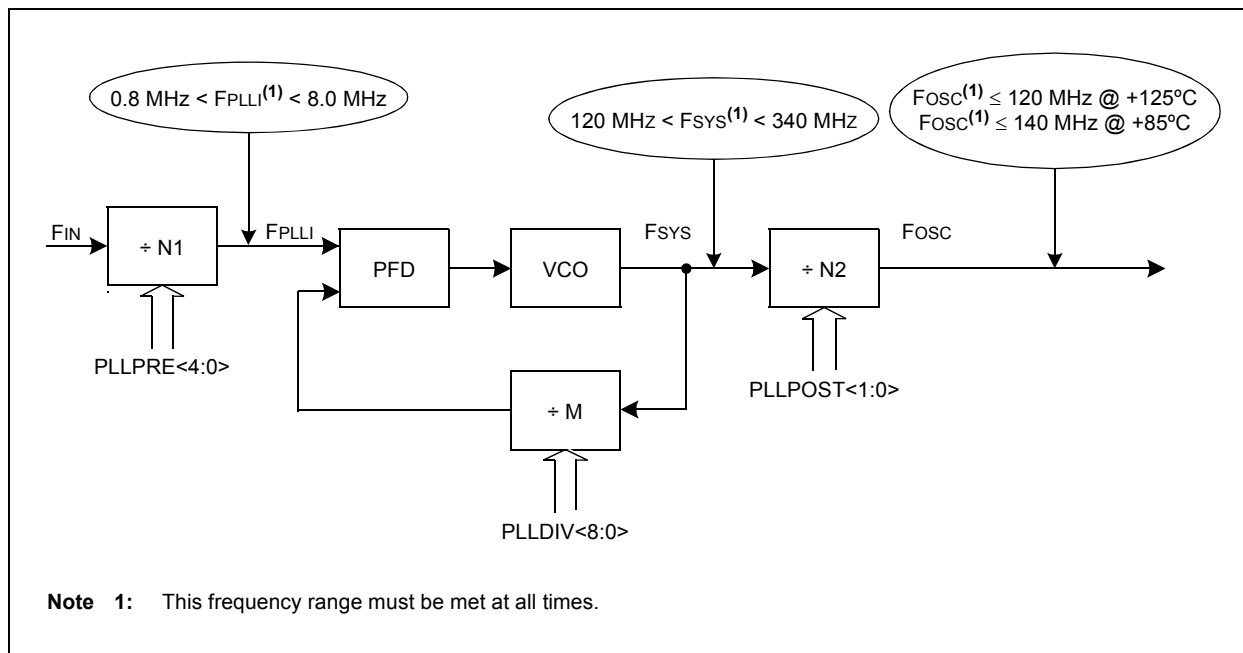 0.8 MHz < FPLLI(1) < 8.0 MHz
120 MHz < FSYS(1) < 340 MHz
FOSC(1) ≤ 120 MHz @ +125ºC
FOSC(1) ≤ 140 MHz @ +85ºC
FIN
÷ N1
FPLLI
PFD
VCO
FSYS
÷ N2
FOSC
PLLPRE<4:0>
PLLPOST<1:0>
÷ M
PLLDIV<8:0>
Note 1: This frequency range must be met at all times.